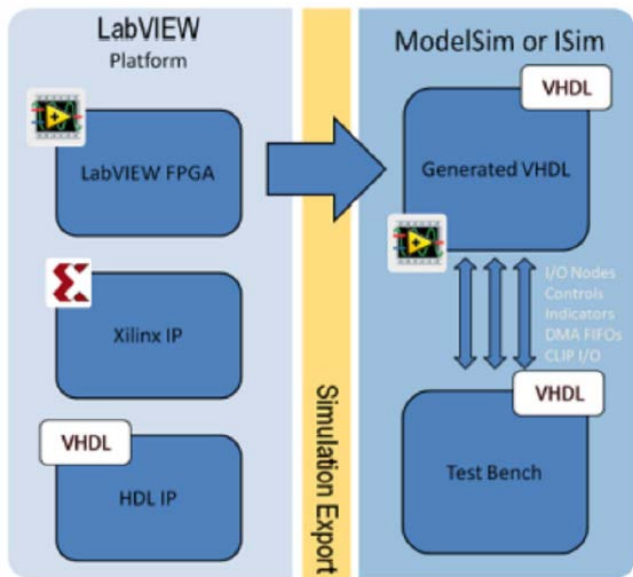 LabVIEW
Platform
LabVIEW FPGA
Xilinx IP
VHDL
HDL IP
Simulation Export
ModelSim or ISim
VHDL
Generated VHDL
I/O Nodes
Controls
Indicators
DMA FIFOs
CLIP I/O
VHDL
Test Bench